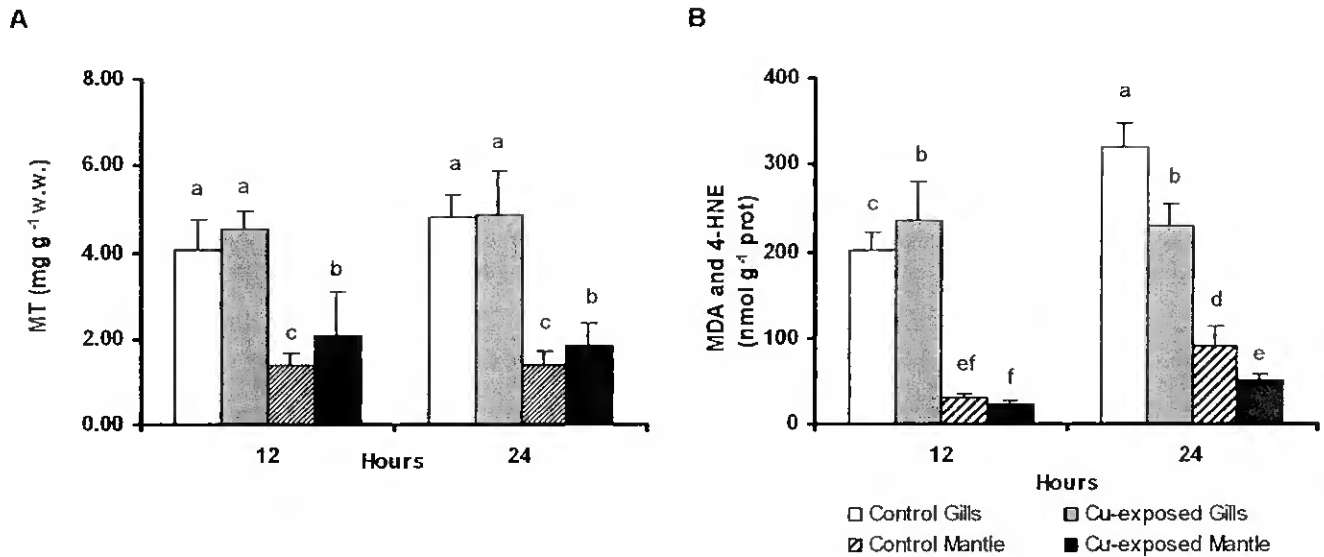 A
MT (mg g⁻¹ w.w.)
8.00
6.00
4.00
2.00
0.00
a
a
c
b
a
a
c
b
12
24
Hours
B
MDA and 4-HNE
(nmol g⁻¹ prot)
400
300
200
100
0
c
b
ef
f
a
b
d
e
12
24
Hours
Control Gills
Cu-exposed Gills
Control Mantle
Cu-exposed Mantle